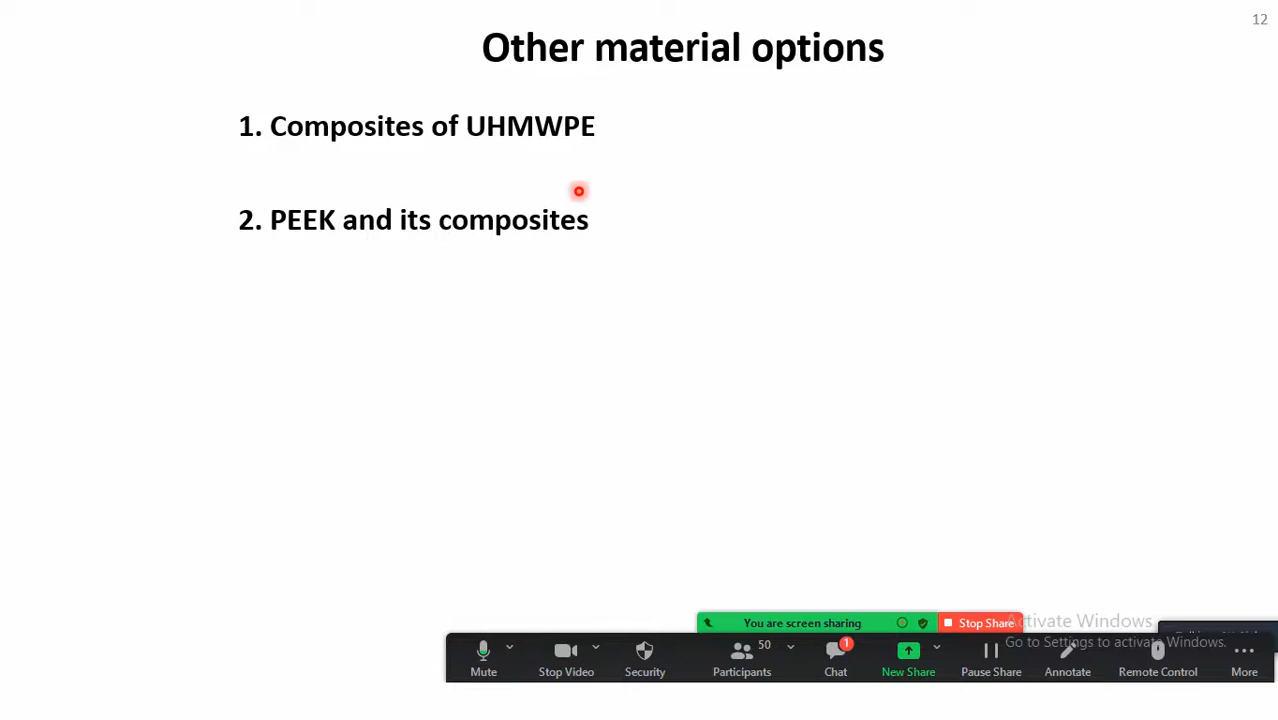 12
Other material options
1. Composites of UHMWPE
2. PEEK and its composites
You are screen sharing
Stop Share
Activate Windows
Go to Settings to activate Windows.
Mute
Stop Video
Security
50
Participants
1
Chat
New Share
Pause Share
Annotate
Remote Control
More